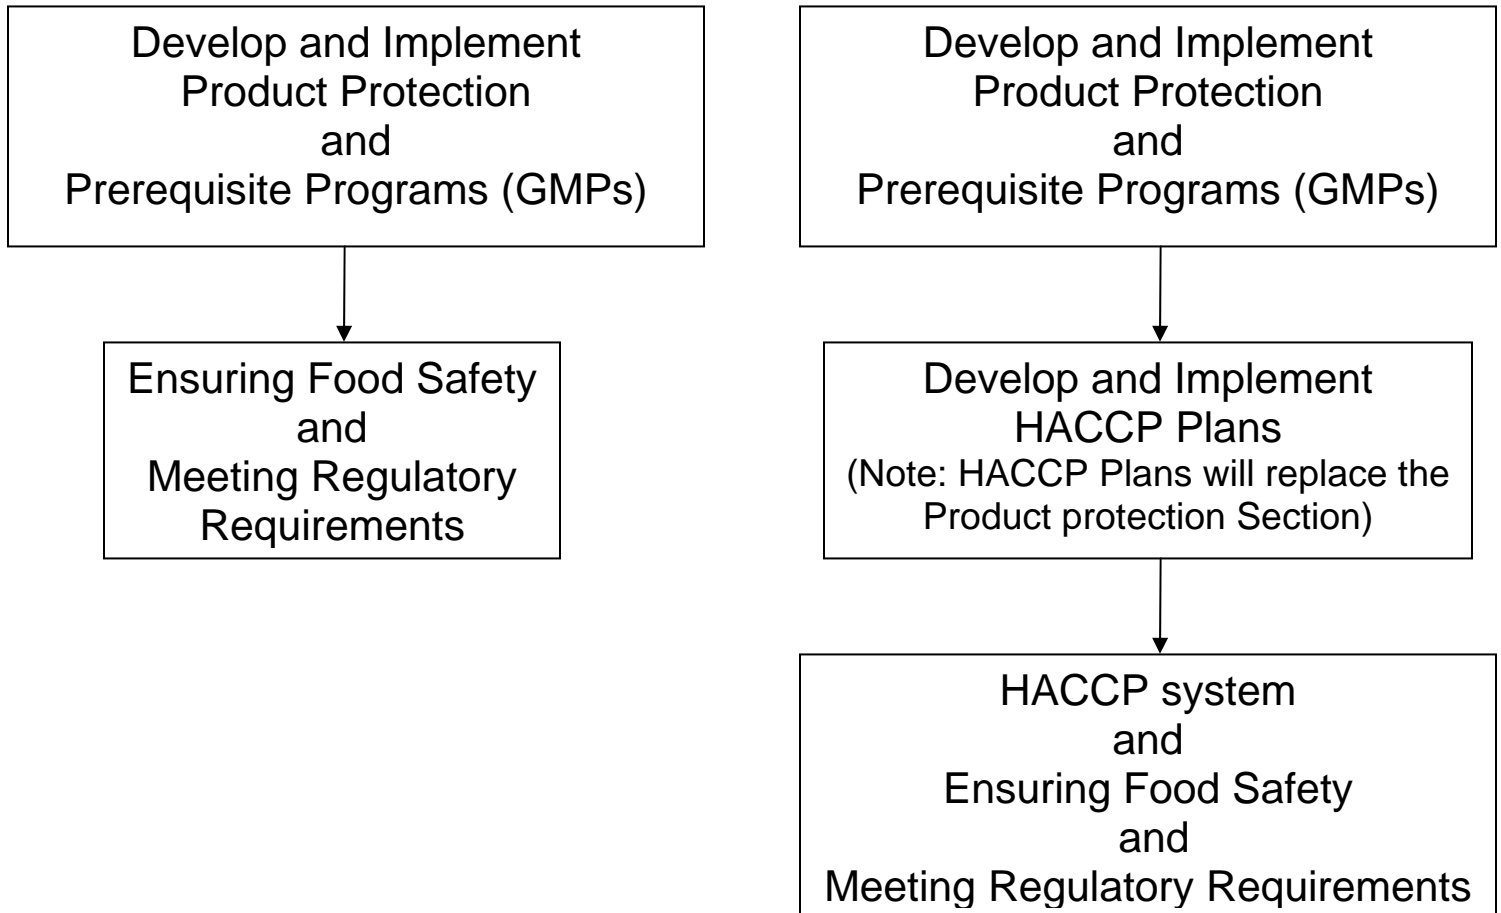 Develop and Implement
Product Protection
and
Prerequisite Programs (GMPs)
Ensuring Food Safety
and
Meeting Regulatory
Requirements
Develop and Implement
Product Protection
and
Prerequisite Programs (GMPs)
Develop and Implement
HACCP Plans
(Note: HACCP Plans will replace the
Product protection Section)
HACCP system
and
Ensuring Food Safety
and
Meeting Regulatory Requirements